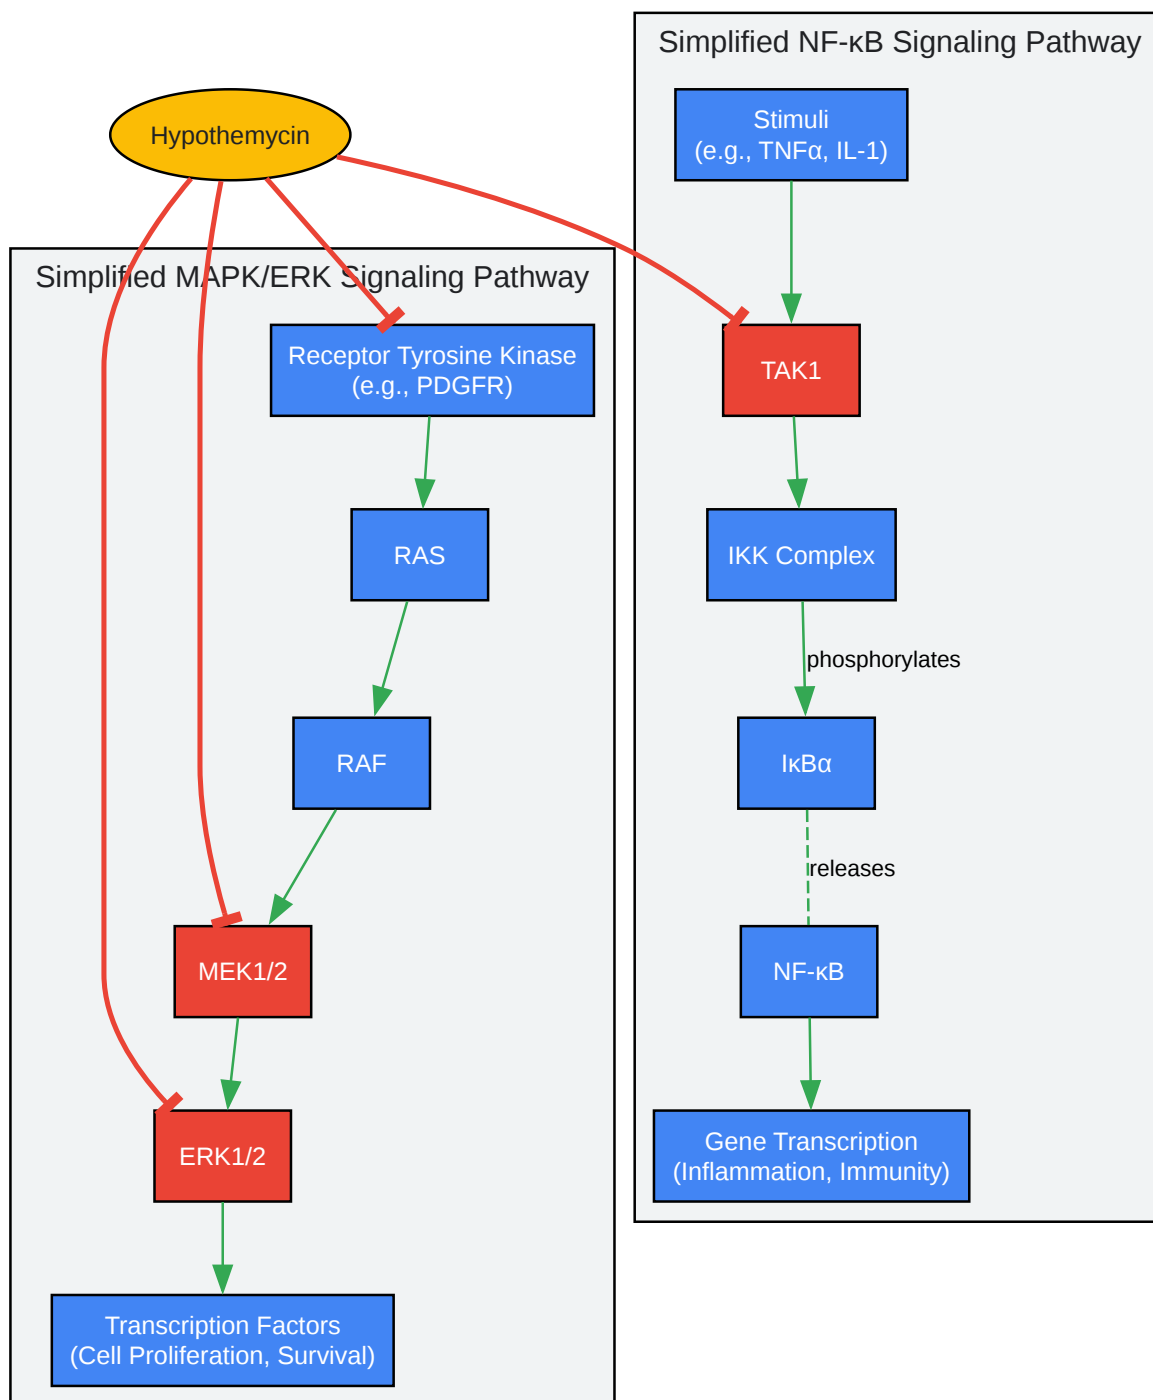 Simplified NF-κB Signaling Pathway
Stimuli
(e.g., TNFα, IL-1)
Hypothemycin
Simplified MAPK/ERK Signaling Pathway
Receptor Tyrosine Kinase
(e.g., PDGFR)
TAK1
RAS
IKK Complex
phosphorylates
RAF
IκBα
releases
MEK1/2
NF-κB
ERK1/2
Gene Transcription
(Inflammation, Immunity)
Transcription Factors
(Cell Proliferation, Survival)